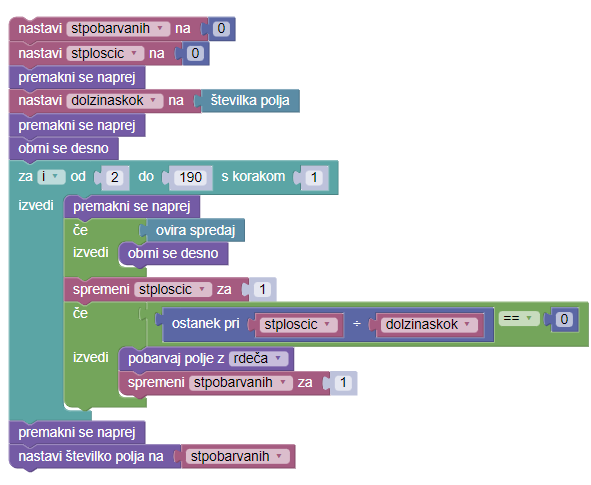 nastavi stpobarvanih na 0
nastavi stploscic na 0
premakni se naprej
nastavi dolzinaskok na številka polja
premakni se naprej
obrni se desno
za i od 2 do 190 s korakom 1
izvedi premakni se naprej
če ovira spredaj
izvedi obrni se desno
spremeni stploscic za 1
če ostanek pri stploscic ÷ dolzinaskok == 0
izvedi pobarvaj polje z rdeča
spremeni stpobarvanih za 1
premakni se naprej
nastavi številko polja na stpobarvanih